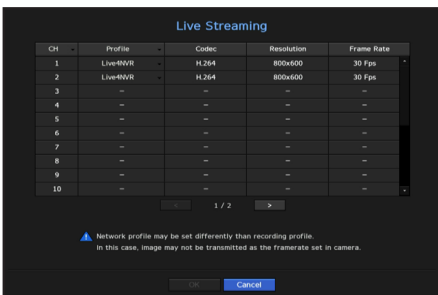 Live Streaming
CH Profile Codec Resolution Frame Rate
1 Live4NVR H.264 800x600 30 Fps
2 Live4NVR H.264 800x600 30 Fps
3 – – – –
4 – – – –
5 – – – –
6 – – – –
7 – – – –
8 – – – –
9 – – – –
10 – – – –
< 1 / 2 >
Network profile may be set differently than recording profile.
In this case, image may not be transmitted as the framerate set in camera.
OK Cancel